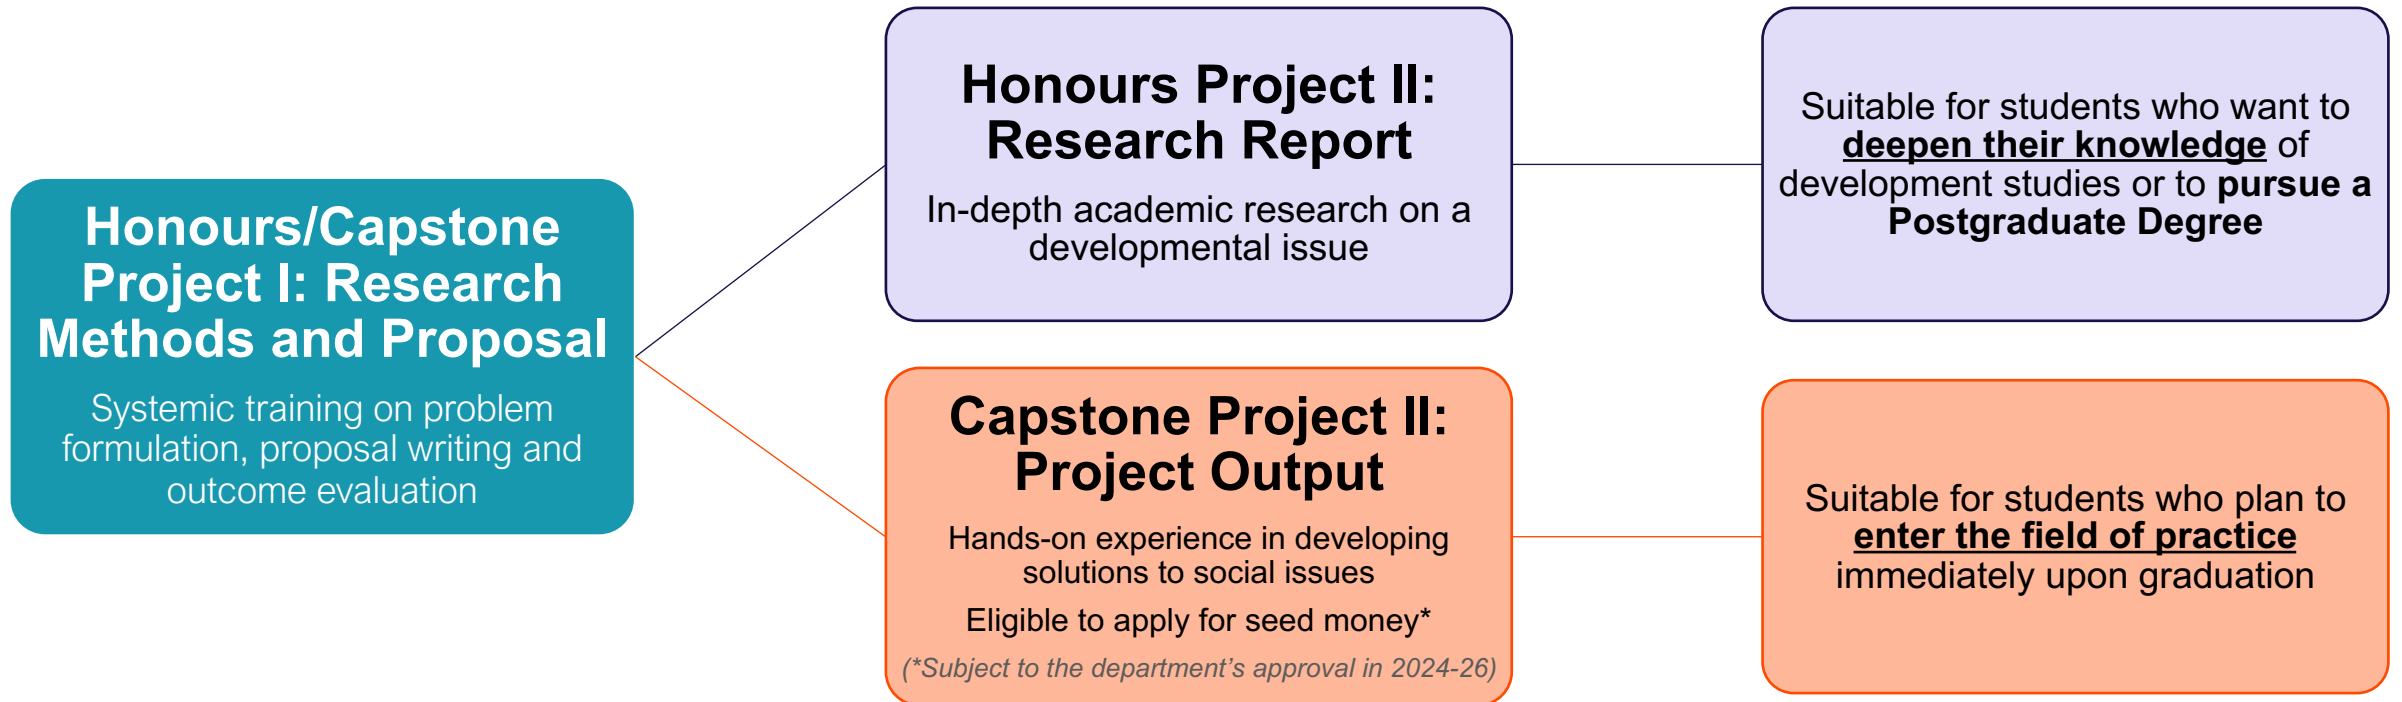 Honours/Capstone
Project I: Research
Methods and Proposal
Systemic training on problem
formulation, proposal writing and
outcome evaluation
Honours Project II:
Research Report
In-depth academic research on a
developmental issue
Suitable for students who want to
deepen their knowledge of
development studies or to pursue a
Postgraduate Degree
Capstone Project II:
Project Output
Hands-on experience in developing
solutions to social issues
Eligible to apply for seed money*
(*Subject to the department’s approval in 2024-26)
Suitable for students who plan to
enter the field of practice
immediately upon graduation